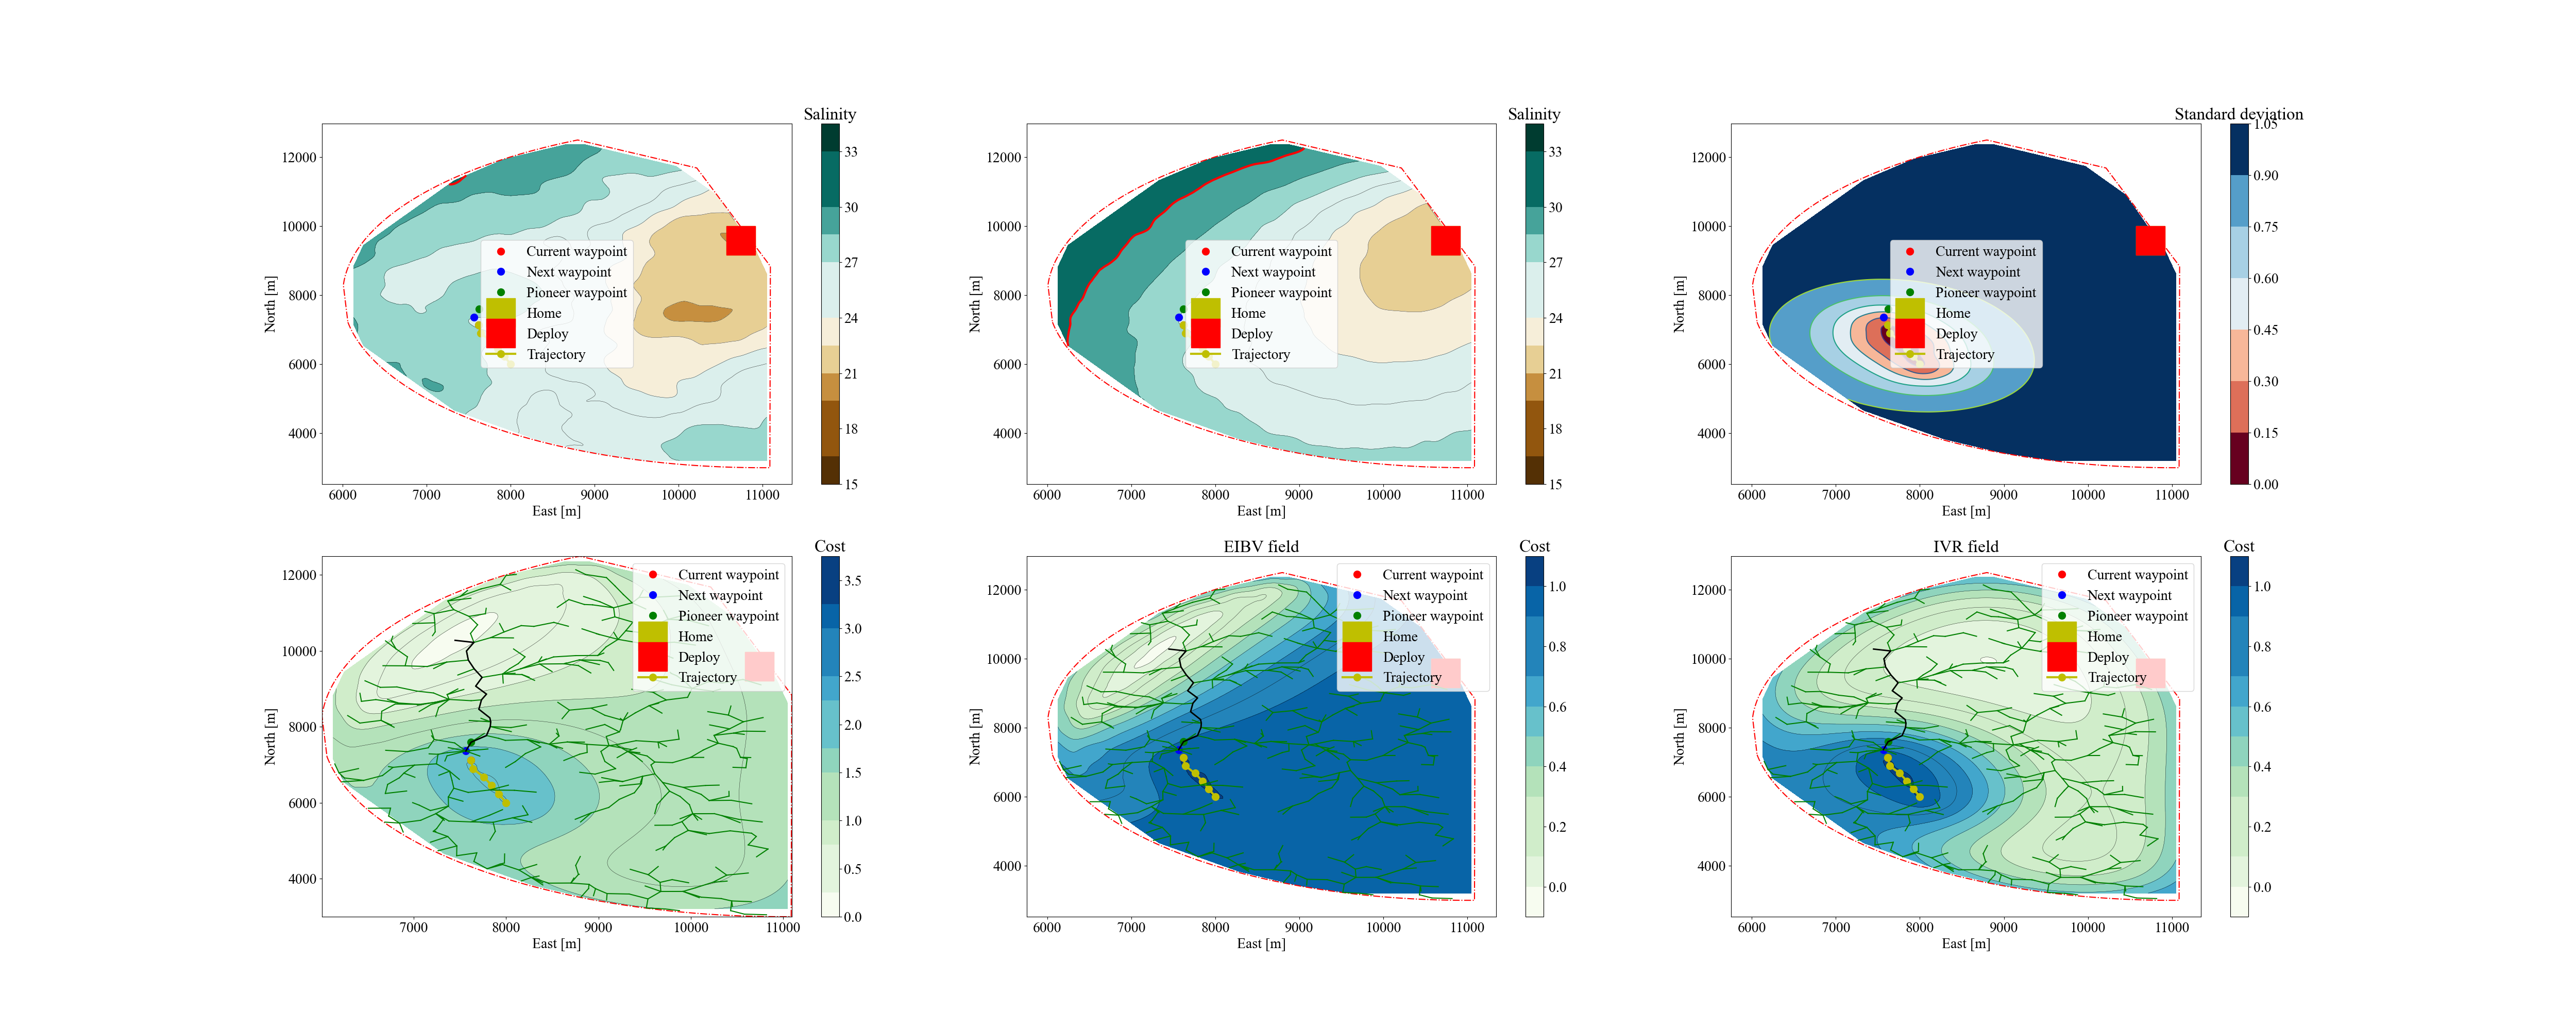 Salinity
North [m]
12000
10000
8000
6000
4000
6000 7000 8000 9000 10000 11000
East [m]
Current waypoint
Next waypoint
Pioneer waypoint
Home
Deploy
Trajectory
33
30
27
24
21
18
15
Salinity
North [m]
12000
10000
8000
6000
4000
6000 7000 8000 9000 10000 11000
East [m]
Current waypoint
Next waypoint
Pioneer waypoint
Home
Deploy
Trajectory
33
30
27
24
21
18
15
Standard deviation
North [m]
12000
10000
8000
6000
4000
6000 7000 8000 9000 10000 11000
East [m]
Current waypoint
Next waypoint
Pioneer waypoint
Home
Deploy
Trajectory
1.05
0.90
0.75
0.60
0.45
0.30
0.15
0.00
Cost
North [m]
12000
10000
8000
6000
4000
7000 8000 9000 10000 11000
East [m]
Current waypoint
Next waypoint
Pioneer waypoint
Home
Deploy
Trajectory
3.5
3.0
2.5
2.0
1.5
1.0
0.5
0.0
EIBV field
Cost
North [m]
12000
10000
8000
6000
4000
6000 7000 8000 9000 10000 11000
East [m]
Current waypoint
Next waypoint
Pioneer waypoint
Home
Deploy
Trajectory
1.0
0.8
0.6
0.4
0.2
0.0
IVR field
Cost
North [m]
12000
10000
8000
6000
4000
6000 7000 8000 9000 10000 11000
East [m]
Current waypoint
Next waypoint
Pioneer waypoint
Home
Deploy
Trajectory
1.0
0.8
0.6
0.4
0.2
0.0